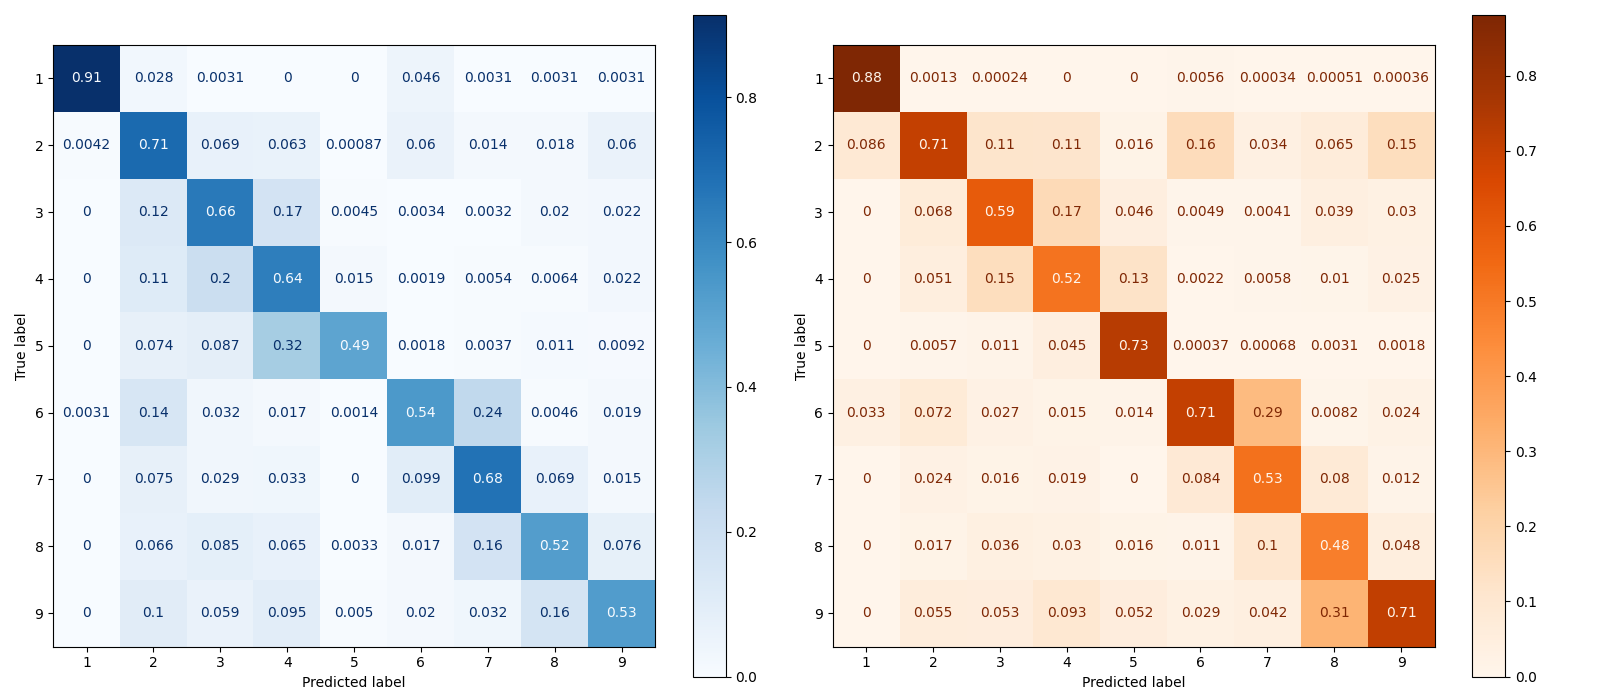 1 0.91 0.028 0.0031 0 0 0.046 0.0031 0.0031 0.0031
2 0.0042 0.71 0.069 0.063 0.00087 0.06 0.014 0.018 0.06
3 0 0.12 0.66 0.17 0.0045 0.0034 0.0032 0.02 0.022
4 0 0.11 0.2 0.64 0.015 0.0019 0.0054 0.0064 0.022
5 0 0.074 0.087 0.32 0.49 0.0018 0.0037 0.011 0.0092
6 0.0031 0.14 0.032 0.017 0.0014 0.54 0.24 0.0046 0.019
7 0 0.075 0.029 0.033 0 0.099 0.68 0.069 0.015
8 0 0.066 0.085 0.065 0.0033 0.017 0.16 0.52 0.076
9 0 0.1 0.059 0.095 0.005 0.02 0.032 0.16 0.53
1 2 3 4 5 6 7 8 9
Predicted label
True label
0.8
0.6
0.4
0.2
0.0
1 0.88 0.0013 0.00024 0 0 0.0056 0.00034 0.00051 0.00036
2 0.086 0.71 0.11 0.11 0.016 0.16 0.034 0.065 0.15
3 0 0.068 0.59 0.17 0.046 0.0049 0.0041 0.039 0.03
4 0 0.051 0.15 0.52 0.13 0.0022 0.0058 0.01 0.025
5 0 0.0057 0.011 0.045 0.73 0.00037 0.00068 0.0031 0.0018
6 0.033 0.072 0.027 0.015 0.014 0.71 0.29 0.0082 0.024
7 0 0.024 0.016 0.019 0 0.084 0.53 0.08 0.012
8 0 0.017 0.036 0.03 0.016 0.011 0.1 0.48 0.048
9 0 0.055 0.053 0.093 0.052 0.029 0.042 0.31 0.71
1 2 3 4 5 6 7 8 9
Predicted label
True label
0.8
0.7
0.6
0.5
0.4
0.3
0.2
0.1
0.0